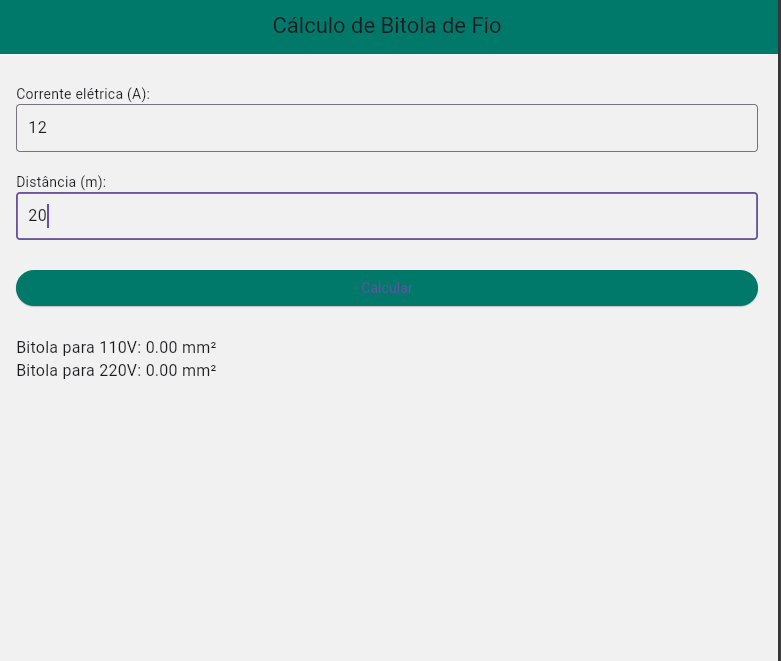 Cálculo de Bitola de Fio
Corrente elétrica (A):
12
Distância (m):
20
Calcular
Bitola para 110V: 0.00 mm²
Bitola para 220V: 0.00 mm²